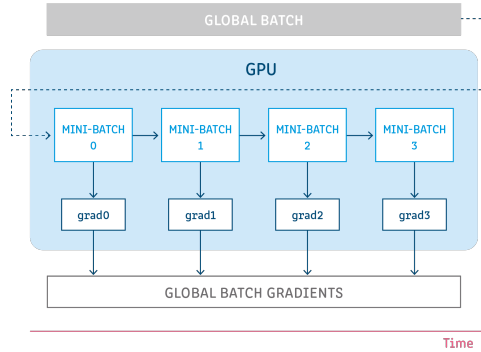 GLOBAL BATCH
GPU
MINI-BATCH
0
MINI-BATCH
1
MINI-BATCH
2
MINI-BATCH
3
grad0
grad1
grad2
grad3
GLOBAL BATCH GRADIENTS
Time